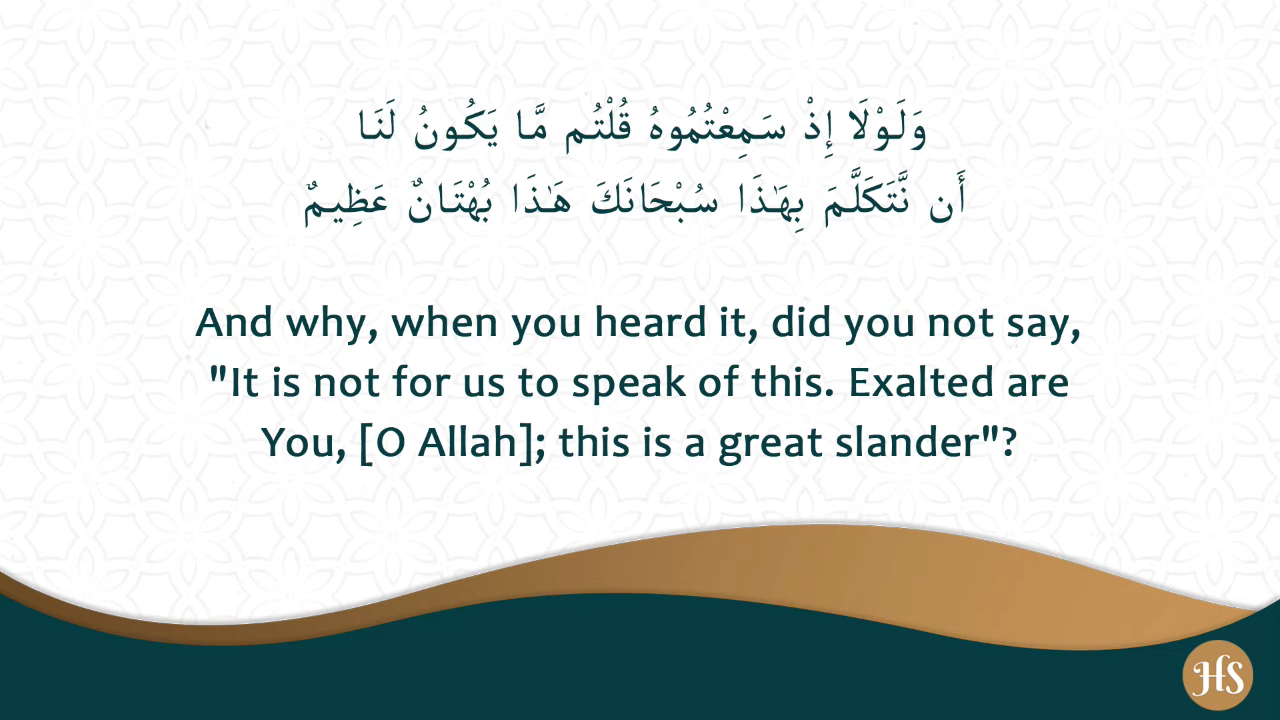 وَلَوْلَا إِذْ سَمِعْتُمُوهُ قُلْتُم مَّا يَكُونُ لَنَا
أَن نَّتَكَلَّمَ بِهَٰذَا سُبْحَانَكَ هَٰذَا بُهْتَانٌ عَظِيمٌ
And why, when you heard it, did you not say,
"It is not for us to speak of this. Exalted are
You, [O Allah]; this is a great slander"?
HS